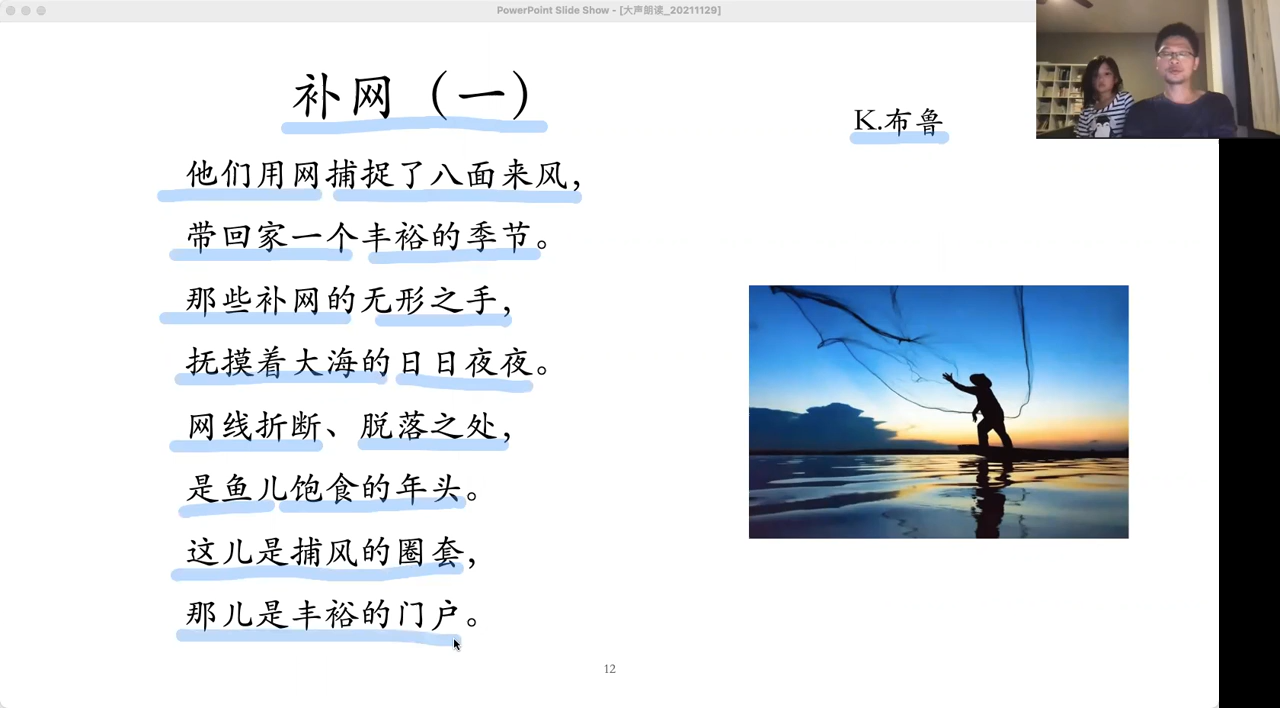 PowerPoint Slide Show - [大声朗读_20211129]
补网（一）
K.布鲁
他们用网捕捉了八面来风，
带回家一个丰裕的季节。
那些补网的无形之手，
抚摸着大海的日日夜夜。
网线折断、脱落之处，
是鱼儿饱食的年头。
这儿是捕风的圈套，
那儿是丰裕的门户。
12